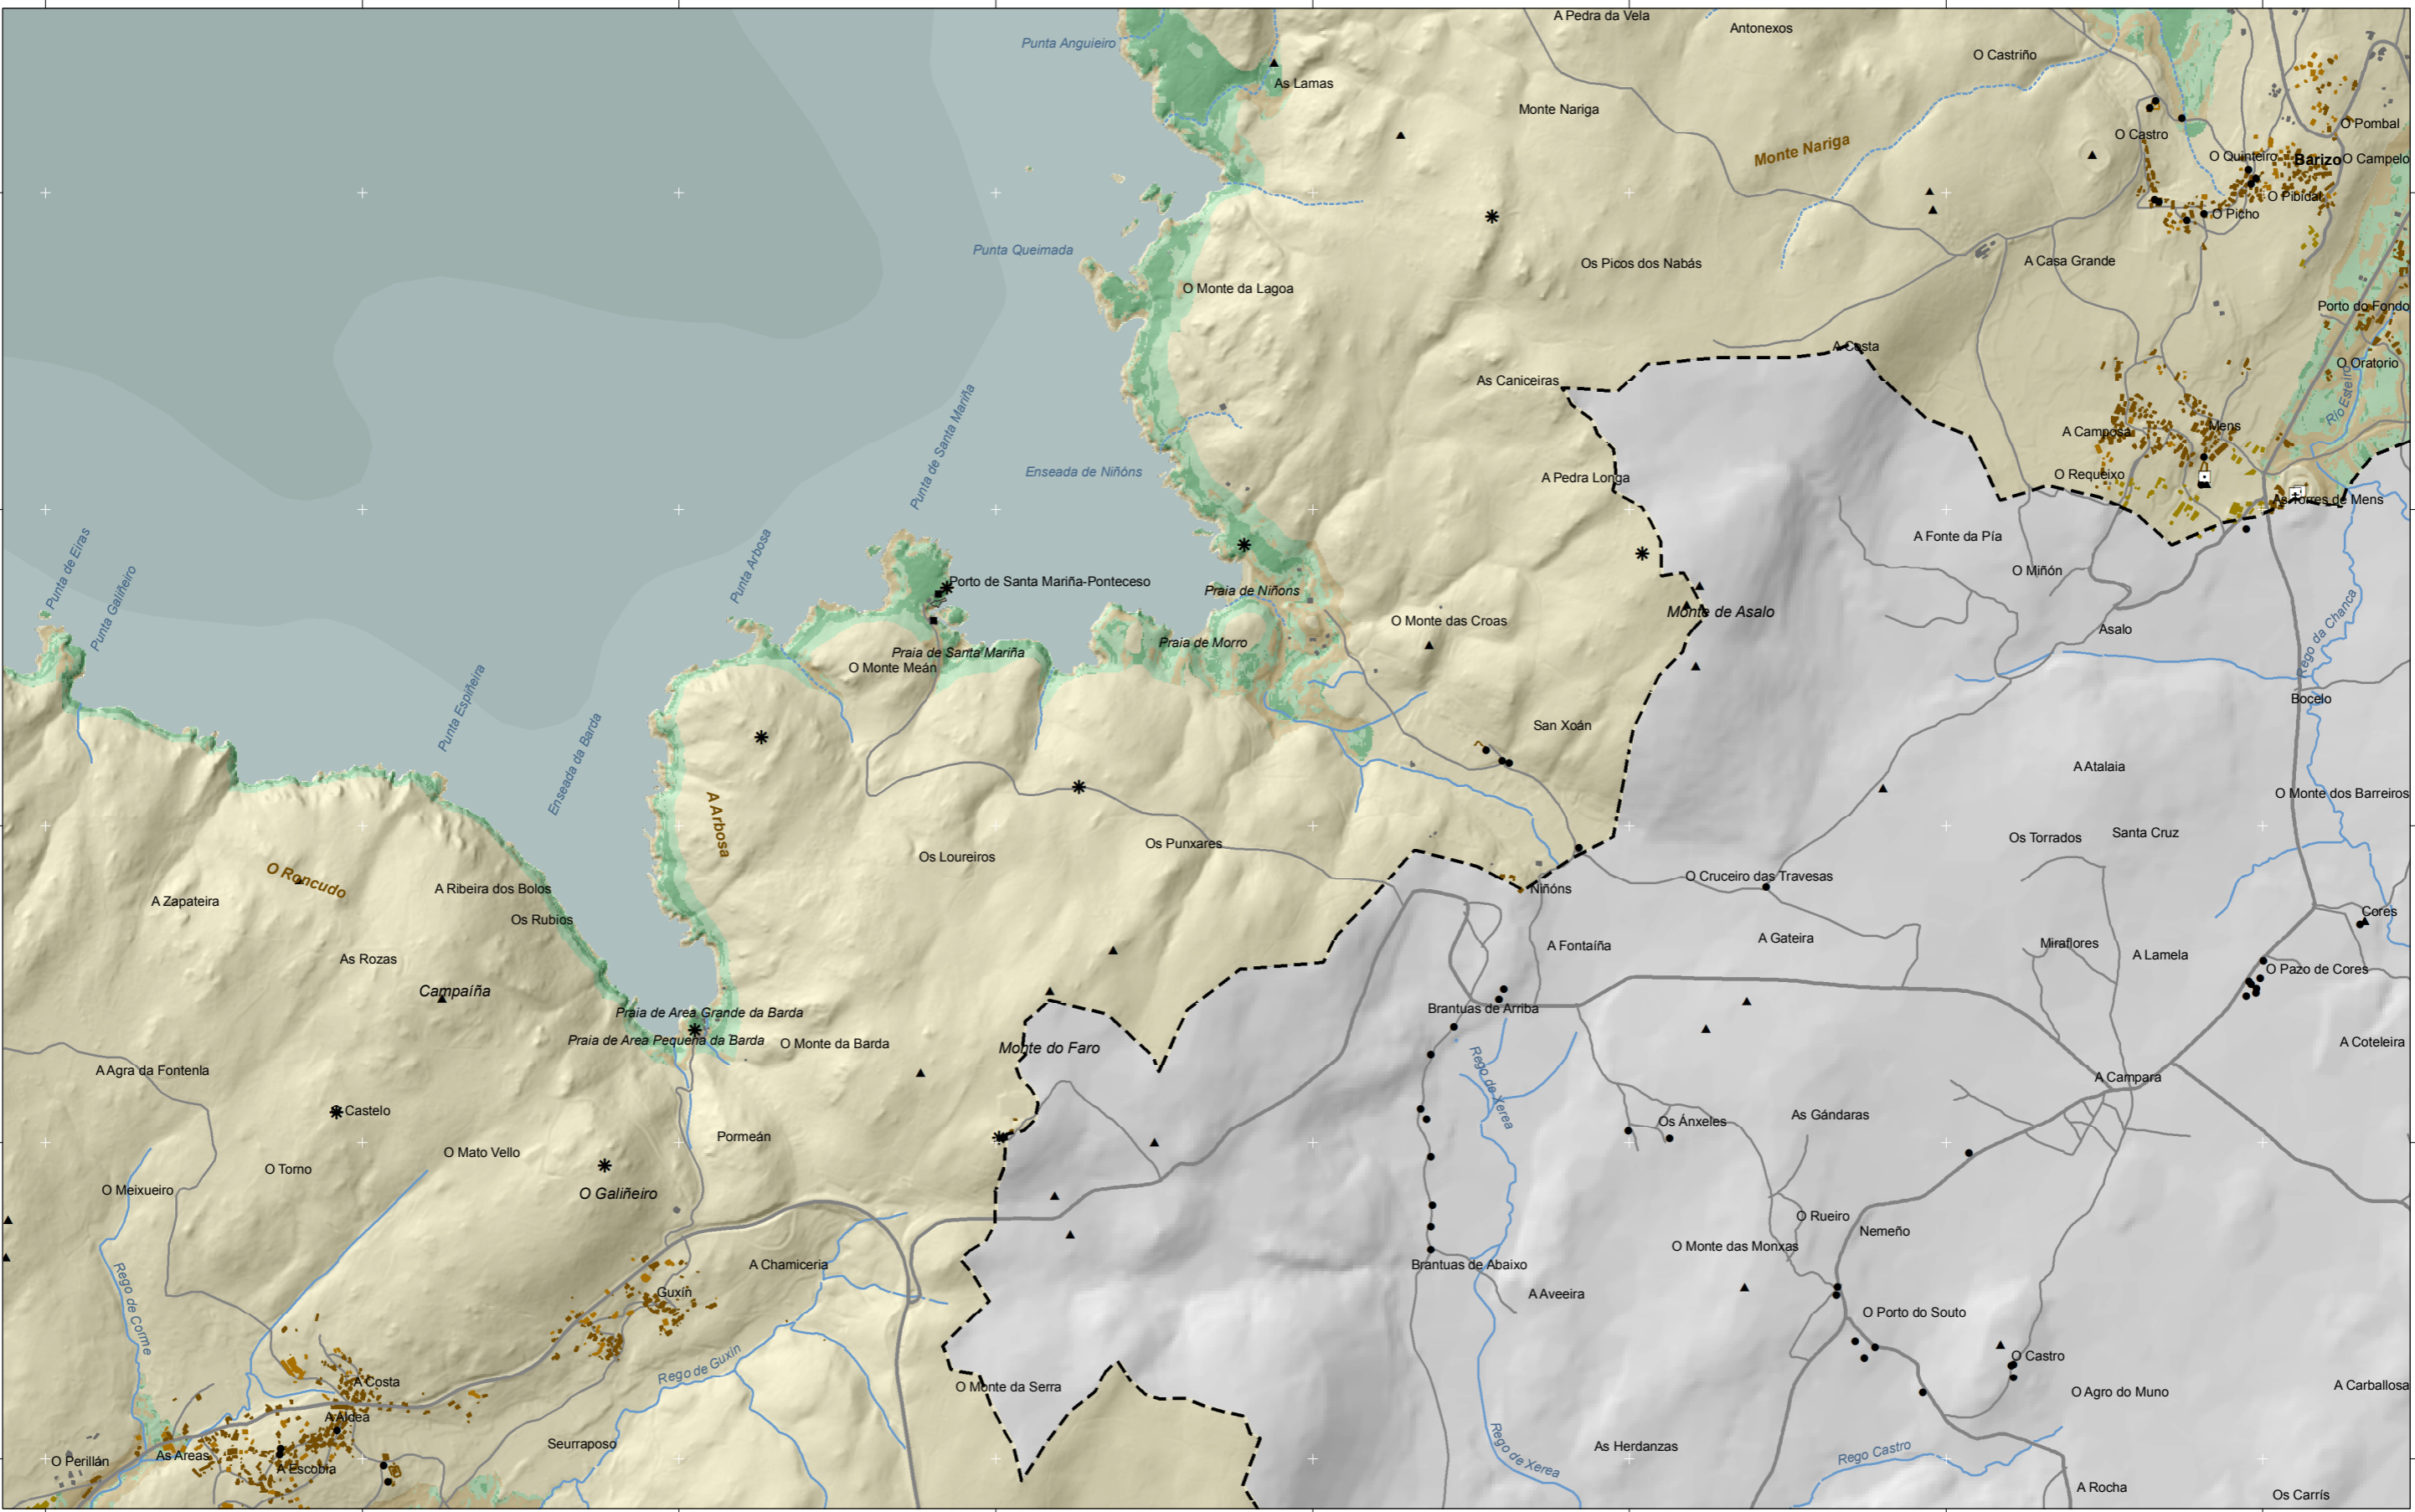 A Pedra da Vela
Antonexos
Punta Anguieiro
O Castriño
As Lamas
Monte Nariga
O Pombal
O Castro
Monte Nariga
O Quinteiro
Barizo
O Campelo
O Pibidal
O Picho
Punta Queimada
Os Picos dos Nabás
A Casa Grande
O Monte da Lagoa
Porto do Fondo
A Costa
O Oratorio
As Caniceiras
Río Esteiro
Punta de Santa Mariña
Mens
A Camposa
Enseada de Niñóns
A Pedra Longa
O Requeixo
As Torres de Mens
A Fonte da Pía
Punta de Eiras
Punta Galiñeiro
Punta Arbosa
O Miñón
Porto de Santa Mariña-Ponteceso
Praia de Niñons
Monte de Asalo
O Monte das Croas
Asalo
Rego da Chanca
Praia de Morro
Praia de Santa Mariña
O Monte Meán
Bocelo
Punta Espiñeira
San Xoán
Enseada da Barda
A Atalaia
O Monte dos Barreiros
A Arbosa
Santa Cruz
Os Torrados
Os Punxares
Os Loureiros
O Cruceiro das Travesas
O Roncudo
A Ribeira dos Bolos
Niñóns
A Zapateira
Cores
Os Rubios
A Gateira
Miraflores
A Fontaíña
A Lamela
As Rozas
O Pazo de Cores
Campaíña
Brantuas de Arriba
Praia de Area Grande da Barda
Praia de Area Pequena da Barda
O Monte da Barda
Monte do Faro
A Coteleira
A Agra da Fontenla
A Campara
Rego de Xerea
Castelo
As Gándaras
Os Ánxeles
Pormeán
O Mato Vello
O Torno
O Meixueiro
O Galiñeiro
O Rueiro
Nemeño
O Monte das Monxas
A Chamiceria
Brantuas de Abaixo
Guxín
A Aveeira
Rego de Corme
O Porto do Souto
O Castro
Rego de Guxín
A Costa
O Monte da Serra
O Agro do Muno
A Carballosa
A Aldea
Seurraposo
As Herdanzas
Rego de Xerea
Rego Castro
As Areas
O Perillán
A Escobia
A Rocha
Os Carrís